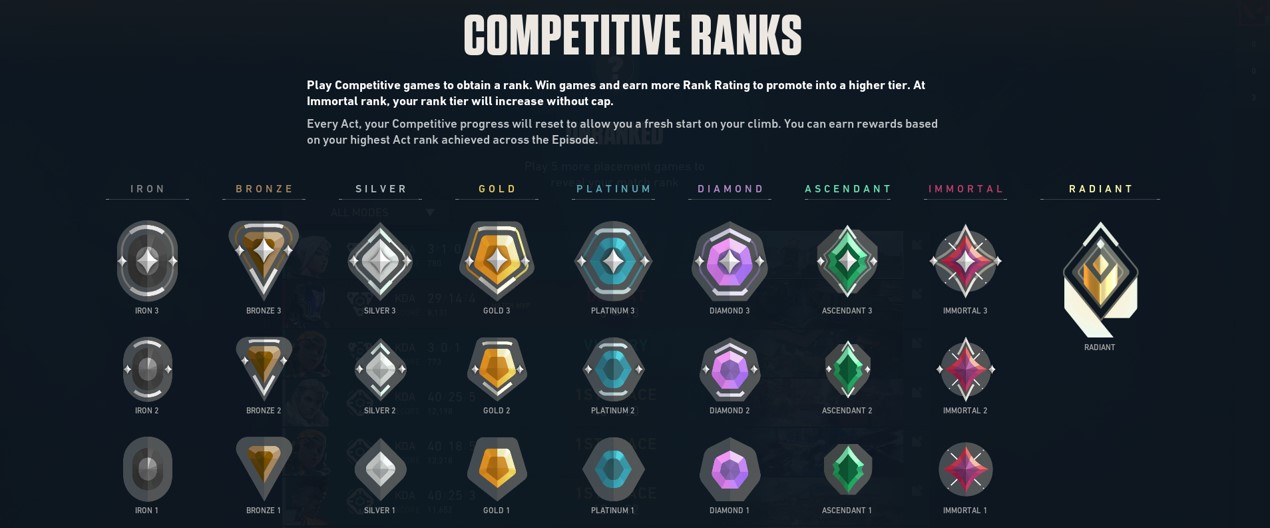 COMPETITIVE RANKS
Play Competitive games to obtain a rank. Win games and earn more Rank Rating to promote into a higher tier. At
Immortal rank, your rank tier will increase without cap.
Every Act, your Competitive progress will reset to allow you a fresh start on your climb. You can earn rewards based
on your highest Act rank achieved across the Episode.
IRON BRONZE SILVER GOLD PLATINUM DIAMOND ASCENDANT IMMORTAL RADIANT
IRON 3 BRONZE 3 SILVER 3 GOLD 3 PLATINUM 3 DIAMOND 3 ASCENDANT 3 IMMORTAL 3
RADIANT
IRON 2 BRONZE 2 SILVER 2 GOLD 2 PLATINUM 2 DIAMOND 2 ASCENDANT 2 IMMORTAL 2
IRON 1 BRONZE 1 SILVER 1 GOLD 1 PLATINUM 1 DIAMOND 1 ASCENDANT 1 IMMORTAL 1